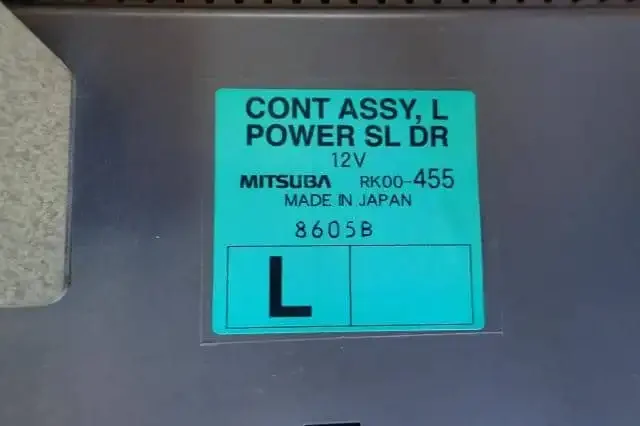 CONT ASSY, L
POWER SL DR
12V
MITSUBA RK00-455
MADE IN JAPAN
8605B
L